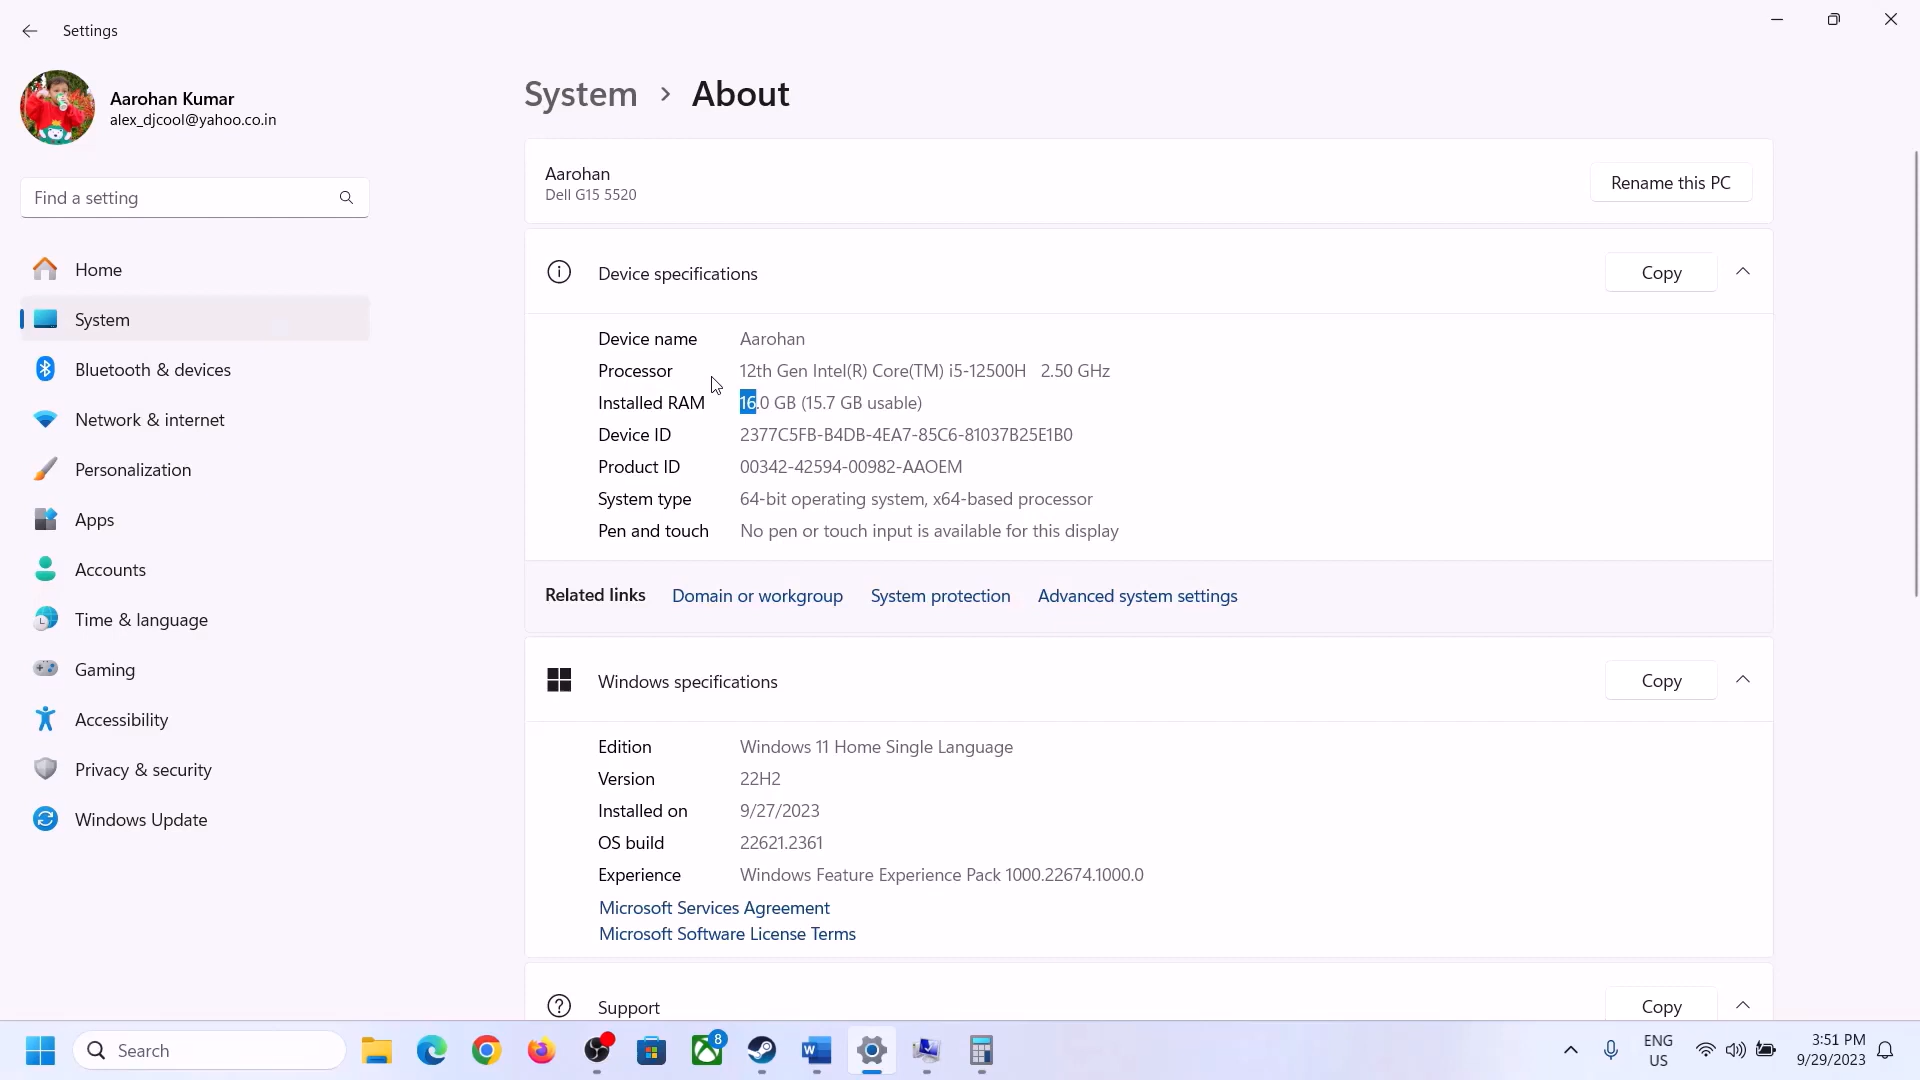 Settings
Aarohan Kumar
alex_djcool@yahoo.co.in
Find a setting
Home
System
Bluetooth & devices
Network & internet
Personalization
Apps
Accounts
Time & language
Gaming
Accessibility
Privacy & security
Windows Update
System > About
Aarohan
Dell G15 5520
Rename this PC
Device specifications
Copy
Device name Aarohan
Processor 12th Gen Intel(R) Core(TM) i5-12500H 2.50 GHz
Installed RAM 16.0 GB (15.7 GB usable)
Device ID 2377C5FB-B4DB-4EA7-85C6-81037B25E1B0
Product ID 00342-42594-00982-AAOEM
System type 64-bit operating system, x64-based processor
Pen and touch No pen or touch input is available for this display
Related links Domain or workgroup System protection Advanced system settings
Windows specifications
Copy
Edition Windows 11 Home Single Language
Version 22H2
Installed on 9/27/2023
OS build 22621.2361
Experience Windows Feature Experience Pack 1000.22674.1000.0
Microsoft Services Agreement
Microsoft Software License Terms
Support
Copy
Search
8
W
ENG
US
3:51 PM
9/29/2023